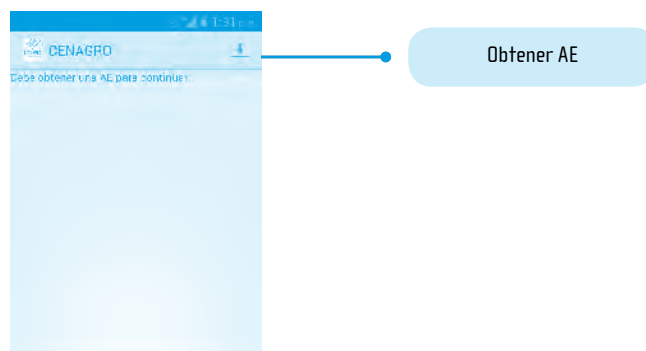 1:31 p.m.
CENAGRO
Obtener AE
Debe obtener una AE para continuar.